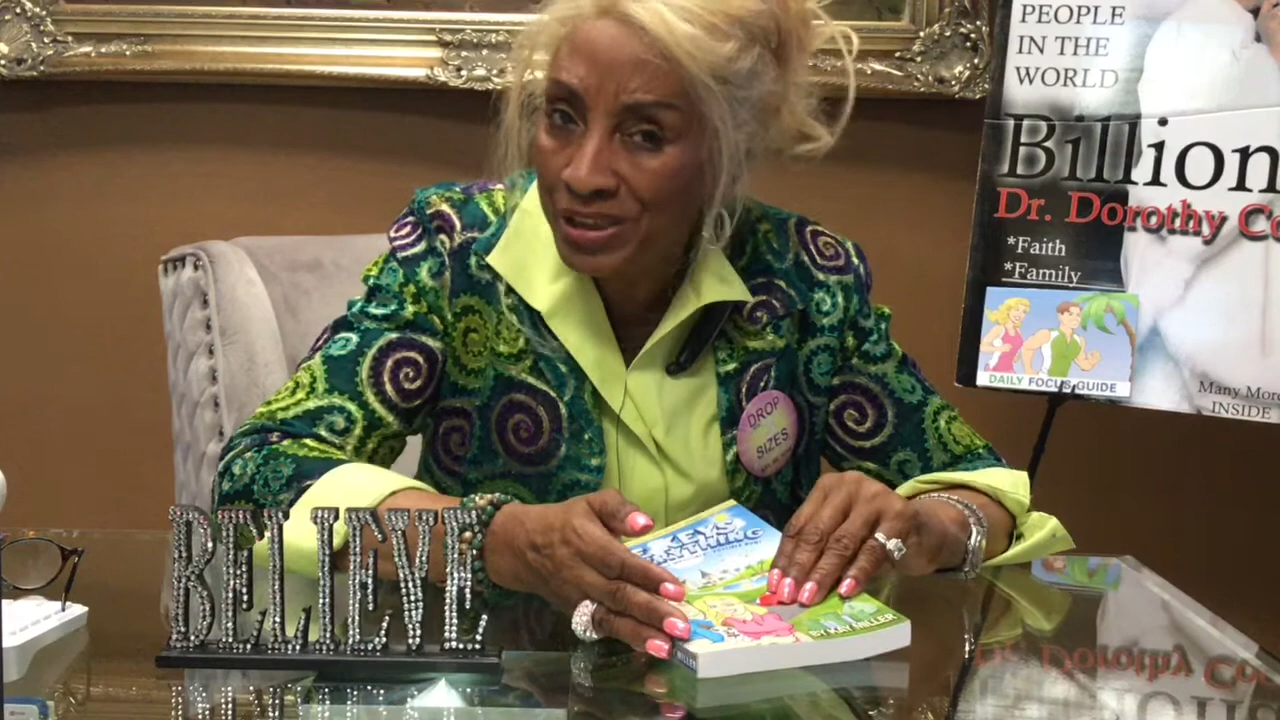 PEOPLE
IN THE
WORLD
Billion
Dr. Dorothy Co
*Faith
*Family
DAILY FOCUS GUIDE
Many More
INSIDE
DROP
SIZES
BELIEVE
KEYS
BY KAY MILLER
MILLER